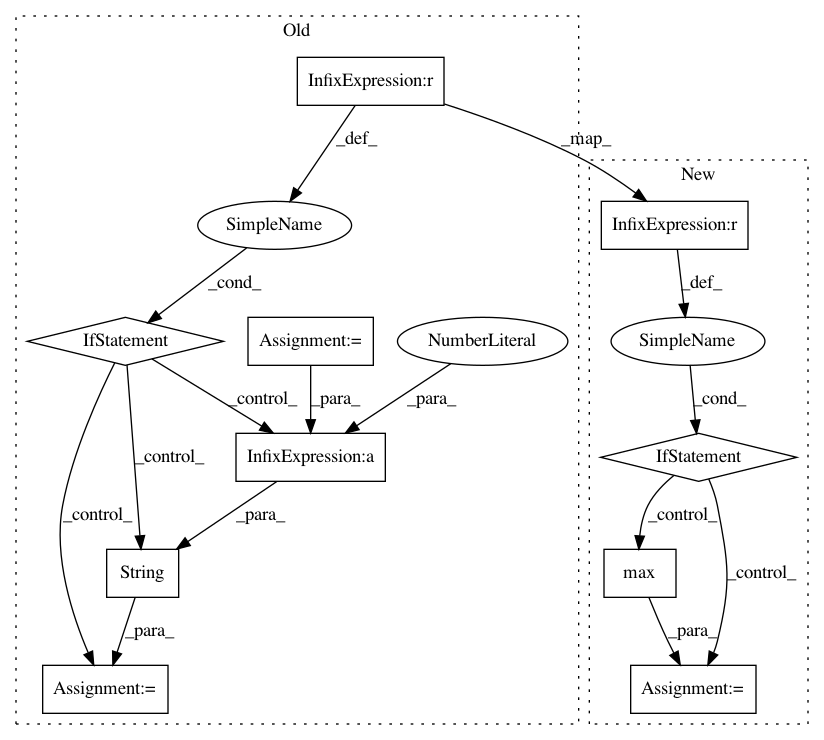 Old
InfixExpression:r
_def_
_map_
New
SimpleName
InfixExpression:r
_cond_
_def_
IfStatement
Assignment:=
NumberLiteral
SimpleName
_control_
_para_
_para_
_cond_
_control_
InfixExpression:a
IfStatement
_control_
_para_
_control_
String
max
_control_
_para_
_para_
Assignment:=
Assignment:=